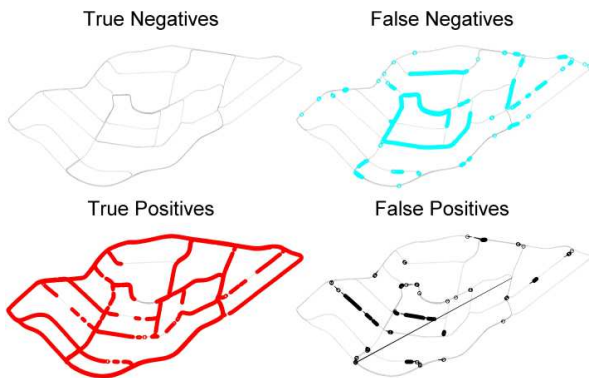 True Negatives
False Negatives
True Positives
False Positives